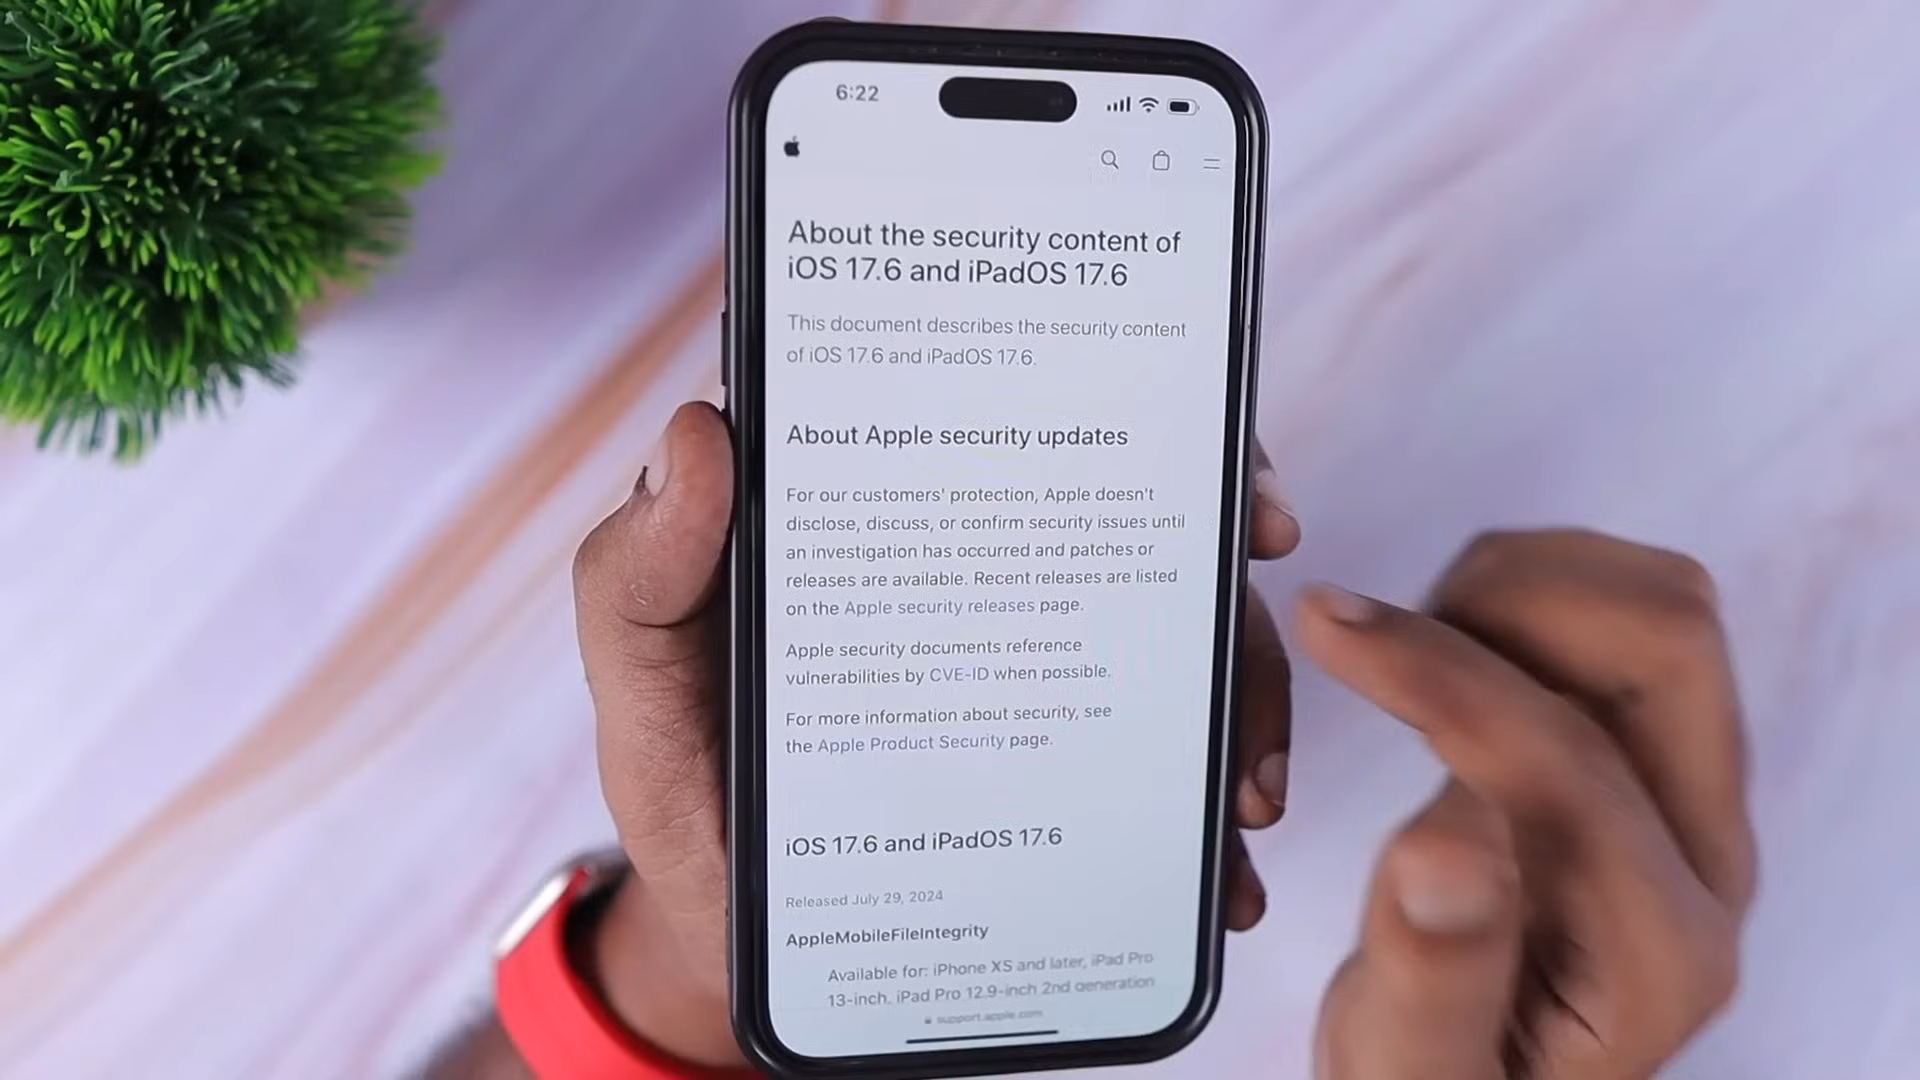 6:22
About the security content of
iOS 17.6 and iPadOS 17.6
This document describes the security content
of iOS 17.6 and iPadOS 17.6.
About Apple security updates
For our customers' protection, Apple doesn't
disclose, discuss, or confirm security issues until
an investigation has occurred and patches or
releases are available. Recent releases are listed
on the Apple security releases page.
Apple security documents reference
vulnerabilities by CVE-ID when possible.
For more information about security, see
the Apple Product Security page.
iOS 17.6 and iPadOS 17.6
Released July 29, 2024
AppleMobileFileIntegrity
Available for: iPhone XS and later, iPad Pro
13-inch, iPad Pro 12.9-inch 2nd generation
support.apple.com